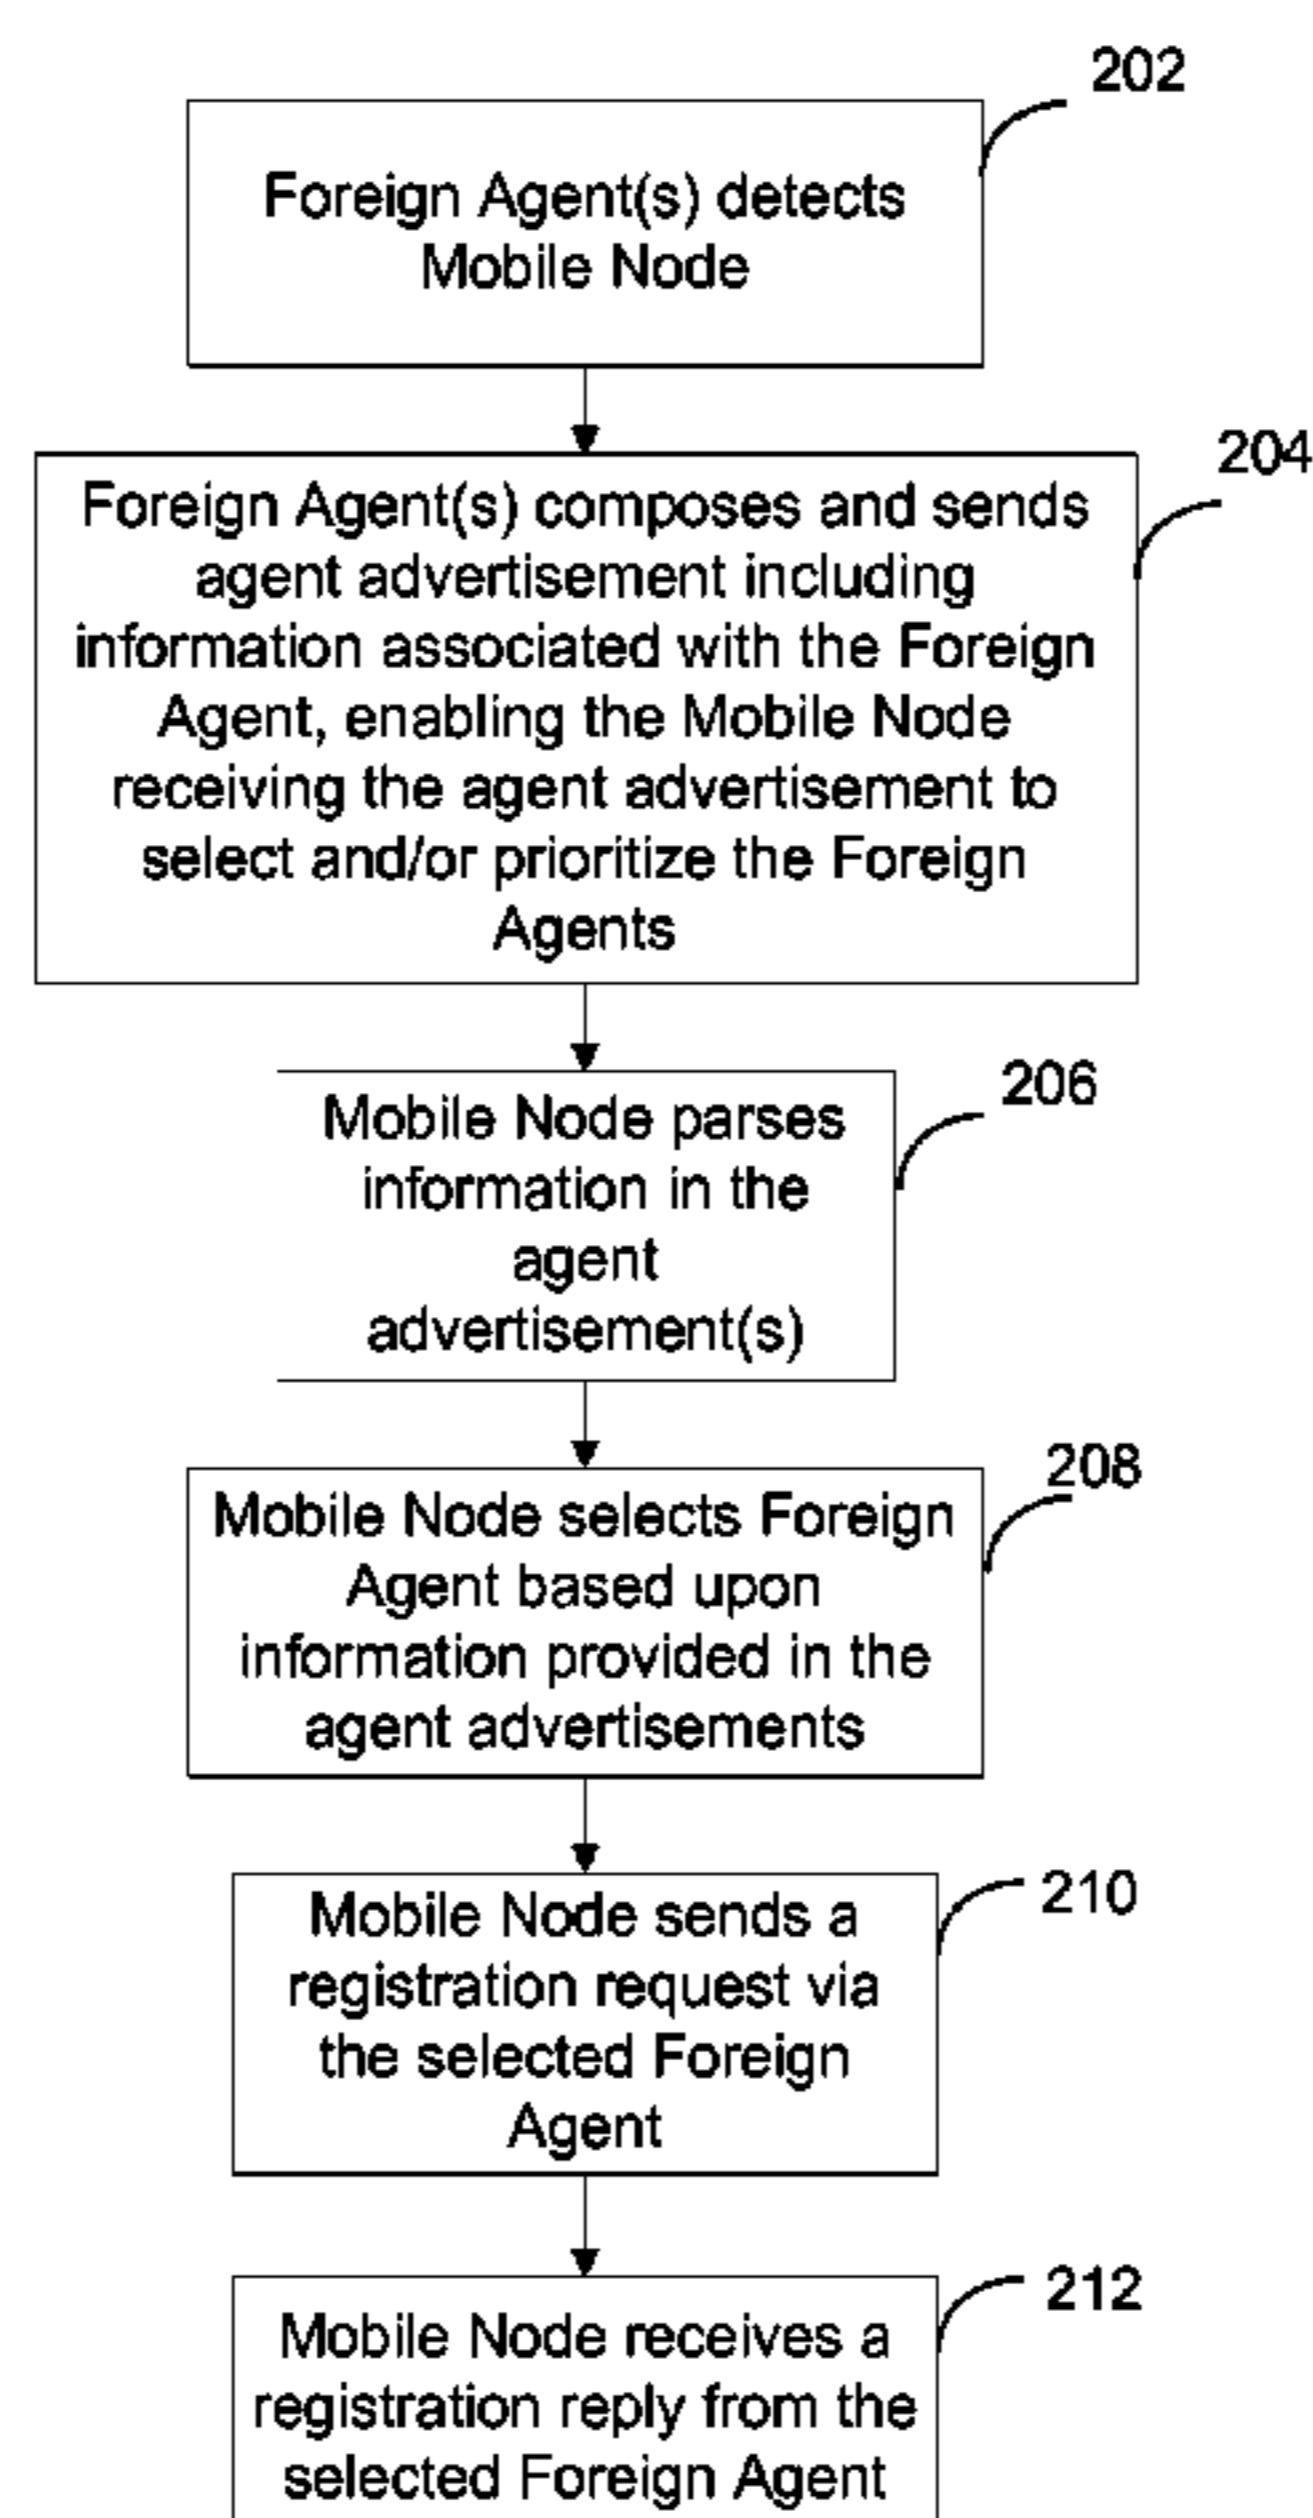 202
Foreign Agent(s) detects
Mobile Node
204
Foreign Agent(s) composes and sends
agent advertisement including
information associated with the Foreign
Agent, enabling the Mobile Node
receiving the agent advertisement to
select and/or prioritize the Foreign
Agents
206
Mobile Node parses
information in the
agent
advertisement(s)
208
Mobile Node selects Foreign
Agent based upon
information provided in the
agent advertisements
210
Mobile Node sends a
registration request via
the selected Foreign
Agent
212
Mobile Node receives a
registration reply from the
selected Foreign Agent